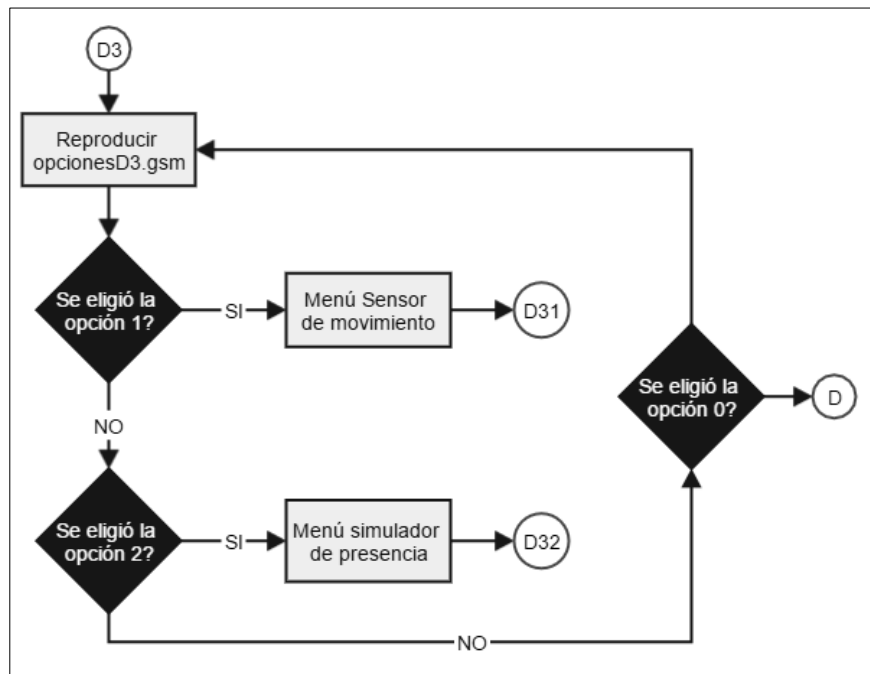 D3
Reproducir
opcionesD3.gsm
Se eligió la
opción 1?
SI
Menú Sensor
de movimiento
D31
NO
Se eligió la
opción 2?
SI
Menú simulador
de presencia
D32
NO
Se eligió la
opción 0?
D